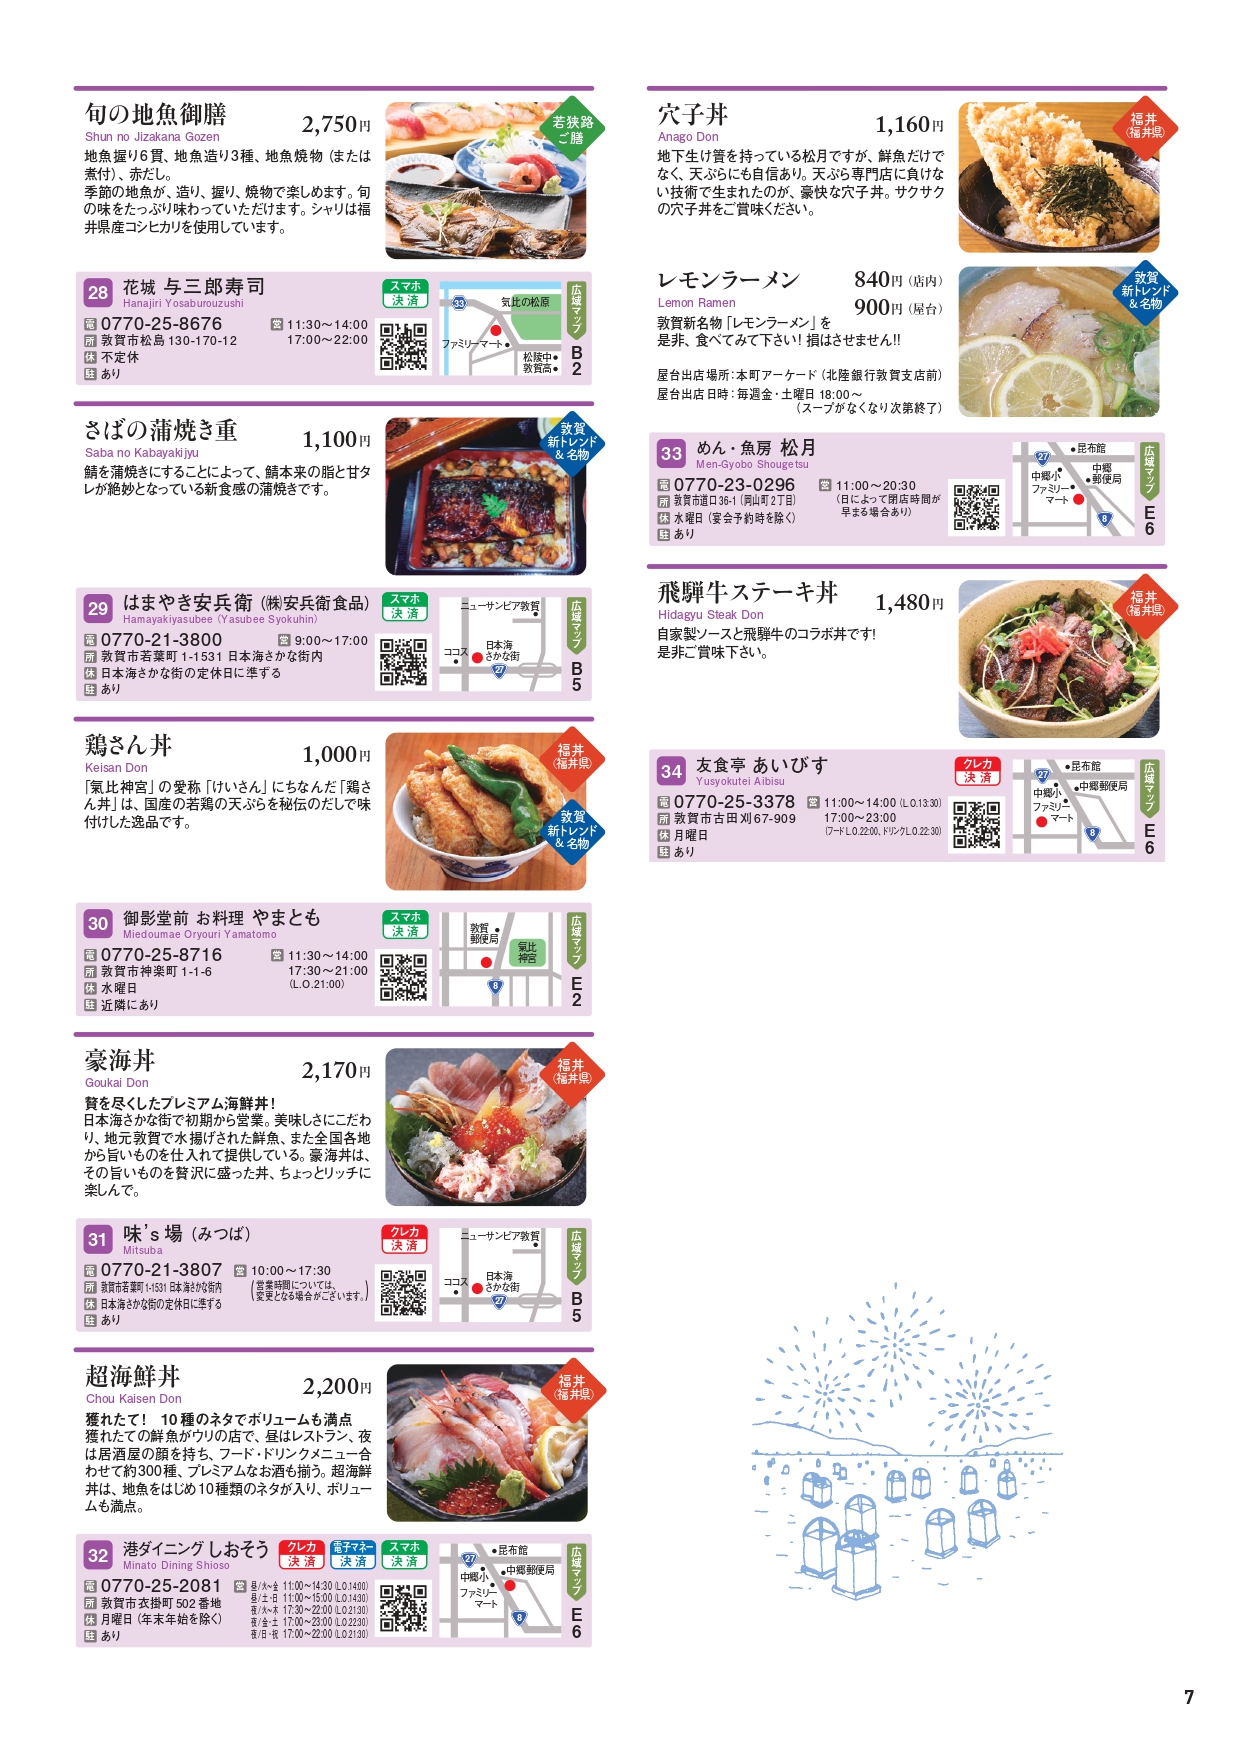 旬の地魚御膳
Shun no Jizakana Gozen
2,750円
地魚握り6貫、地魚造り3種、地魚焼物（または
煮付）、赤だし。
季節の地魚が、造り、握り、焼物で楽しめます。旬
の味をたっぷり味わっていただけます。シャリは福
井県産コシヒカリを使用しています。
若狭路
ご膳
28 花城 与三郎寿司
Hanajiri Yosaburouzushi
スマホ
決済
電 0770-25-8676
所 敦賀市松島 130-170-12
休 不定休
駐 あり
営 11:30〜14:00
17:00〜22:00
33
気比の松原
ファミリーマート
松陵中
敦賀高
広域マップ
B
2
さばの蒲焼き重
Saba no Kabayakijyu
1,100円
鯖を蒲焼きにすることによって、鯖本来の脂と甘タ
レが絶妙となっている新食感の蒲焼きです。
敦賀
新トレンド
＆名物
29 はまやき安兵衛（㈱安兵衛食品）
Hamayakiyasubee (Yasubee Syokuhin)
スマホ
決済
電 0770-21-3800
営 9:00〜17:00
所 敦賀市若葉町 1-1531 日本海さかな街内
休 日本海さかな街の定休日に準ずる
駐 あり
ニューサンピア敦賀
ココス
日本海
さかな街
27
広域マップ
B
5
鶏さん丼
Keisan Don
1,000円
「氣比神宮」の愛称「けいさん」にちなんだ「鶏さ
ん丼」は、国産の若鶏の天ぷらを秘伝のだしで味
付けした逸品です。
福丼
（福井県）
敦賀
新トレンド
＆名物
30 御影堂前 お料理 やまとも
Miedoumae Oryouri Yamatomo
スマホ
決済
電 0770-25-8716
所 敦賀市神楽町 1-1-6
休 水曜日
駐 近隣にあり
営 11:30〜14:00
17:30〜21:00
（L.O.21:00）
敦賀
郵便局
氣比
神宮
8
広域マップ
E
2
豪海丼
Goukai Don
2,170円
贅を尽くしたプレミアム海鮮丼！
日本海さかな街で初期から営業。美味しさにこだわ
り、地元敦賀で水揚げされた鮮魚、また全国各地
から旨いものを仕入れて提供している。豪海丼は、
その旨いものを贅沢に盛った丼、ちょっとリッチに
楽しんで。
福丼
（福井県）
31 味's 場（みつば）
Mitsuba
クレカ
決済
電 0770-21-3807
所 敦賀市若葉町1-1531 日本海さかな街内
休 日本海さかな街の定休日に準ずる
駐 あり
営 10:00〜17:30
（営業時間については、
変更となる場合がございます。）
ニューサンピア敦賀
ココス
日本海
さかな街
27
広域マップ
B
5
超海鮮丼
Chou Kaisen Don
2,200円
獲れたて！ 10種のネタでボリュームも満点
獲れたての鮮魚がウリの店で、昼はレストラン、夜
は居酒屋の顔を持ち、フード・ドリンクメニュー合
わせて約300種、プレミアムなお酒も揃う。超海鮮
丼は、地魚をはじめ10種類のネタが入り、ボリュー
ムも満点。
福丼
（福井県）
32 港ダイニング しおそう
Minato Dining Shioso
クレカ
決済
電子マネー
決済
スマホ
決済
電 0770-25-2081
所 敦賀市衣掛町 502 番地
休 月曜日（年末年始を除く）
駐 あり
営 昼/火〜金 11:00〜14:30（L.O.14:00）
昼/土・日 11:00〜15:00（L.O.14:30）
夜/火〜木 17:30〜22:00（L.O.21:30）
夜/金・土 17:00〜23:00（L.O.22:30）
夜/日・祝 17:00〜22:00（L.O.21:30）
27
昆布館
中郷小
中郷郵便局
ファミリー
マート
8
広域マップ
E
6
穴子丼
Anago Don
1,160円
地下生け簀を持っている松月ですが、鮮魚だけで
なく、天ぷらにも自信あり。天ぷら専門店に負けな
い技術で生まれたのが、豪快な穴子丼。サクサク
の穴子丼をご賞味ください。
福丼
（福井県）
レモンラーメン
Lemon Ramen
840円（店内）
900円（屋台）
敦賀新名物「レモンラーメン」を
是非、食べてみて下さい！損はさせません!!
屋台出店場所：本町アーケード（北陸銀行敦賀支店前）
屋台出店日時：毎週金・土曜日 18:00〜
（スープがなくなり次第終了）
敦賀
新トレンド
＆名物
33 めん・魚房 松月
Men-Gyobo Shougetsu
電 0770-23-0296
所 敦賀市道口36-1（岡山町2丁目）
休 水曜日（宴会予約時を除く）
駐 あり
営 11:00〜20:30
（日によって閉店時間が
早まる場合あり）
昆布館
27
中郷小
中郷
郵便局
ファミリー
マート
8
広域マップ
E
6
飛騨牛ステーキ丼
Hidagyu Steak Don
1,480円
自家製ソースと飛騨牛のコラボ丼です！
是非ご賞味下さい。
福丼
（福井県）
34 友食亭 あいびす
Yusyokutei Aibisu
クレカ
決済
電 0770-25-3378
所 敦賀市古田刈67-909
休 月曜日
駐 あり
営 11:00〜14:00（L.O.13:30）
17:00〜23:00
（フードL.O.22:00、ドリンクL.O.22:30）
昆布館
27
中郷小
中郷郵便局
ファミリー
マート
8
広域マップ
E
6
7